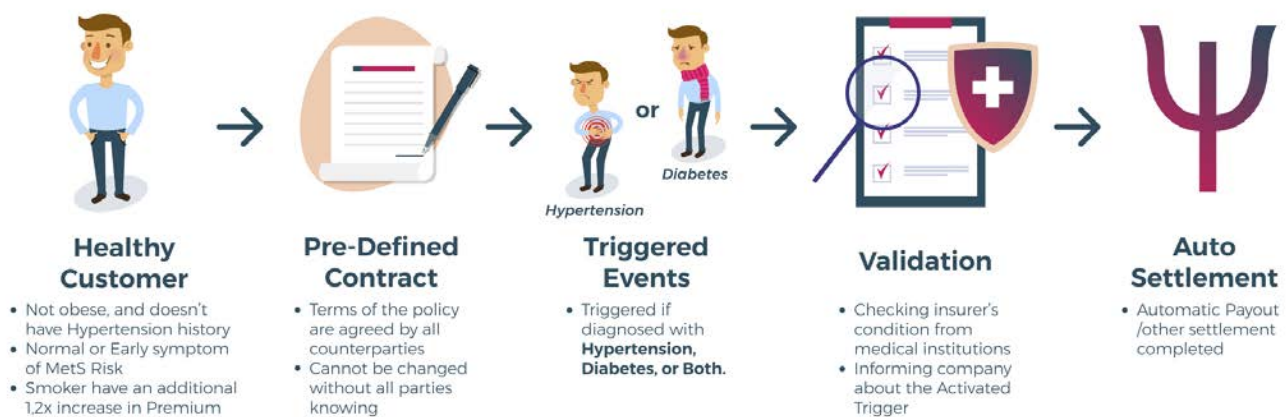 or
Diabetes
Hypertension
Healthy
Customer
• Not obese, and doesn't
have Hypertension history
• Normal or Early symptom
of MetS Risk
• Smoker have an additional
1,2x increase in Premium
Pre-Defined
Contract
• Terms of the policy
are agreed by all
counterparties
• Cannot be changed
without all parties
knowing
Triggered
Events
• Triggered if
diagnosed with
Hypertension,
Diabetes, or Both.
Validation
• Checking insurer's
condition from
medical institutions
• Informing company
about the Activated
Trigger
Auto
Settlement
• Automatic Payout
/other settlement
completed